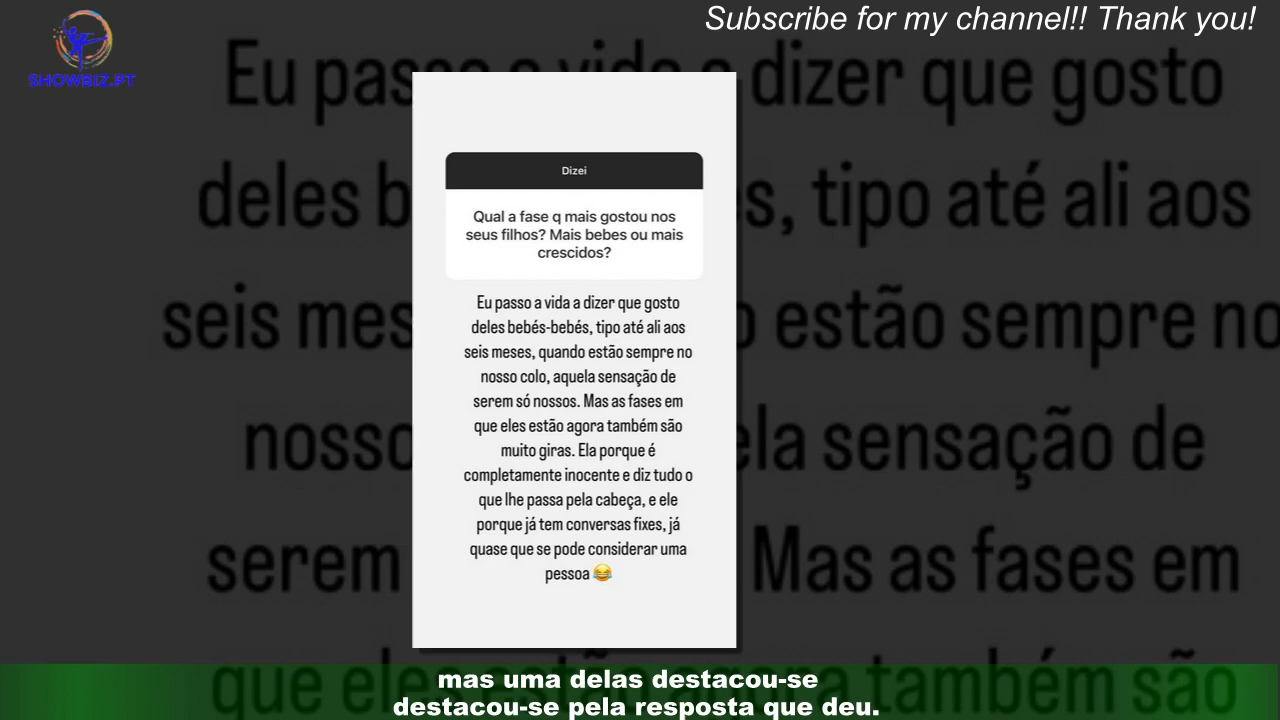 Subscribe for my channel!! Thank you!
SHOWBIZ.PT
Dizei
Qual a fase q mais gostou nos
seus filhos? Mais bebes ou mais
crescidos?
Eu passo a vida a dizer que gosto
deles bebés-bebés, tipo até ali aos
seis meses, quando estão sempre no
nosso colo, aquela sensação de
serem só nossos. Mas as fases em
que eles estão agora também são
muito giras. Ela porque é
completamente inocente e diz tudo o
que lhe passa pela cabeça, e ele
porque já tem conversas fixes, já
quase que se pode considerar uma
pessoa 😂
mas uma delas destacou-se
destacou-se pela resposta que deu.